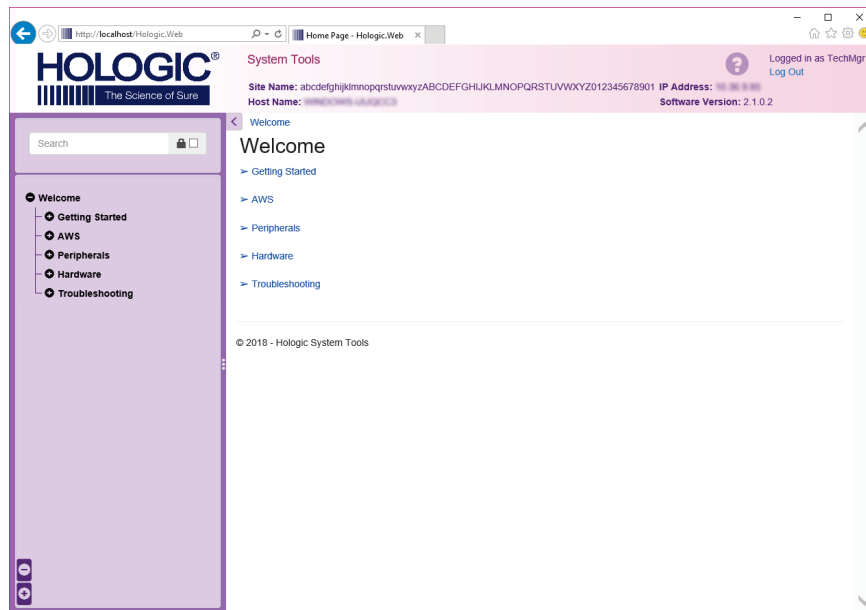 http://localhost/Hologic.Web
Home Page - Hologic.Web
HOLOGIC®
The Science of Sure
System Tools
Logged in as TechMgr
Log Out
Site Name: abcdefghijklmnopqrstuvwxyzABCDEFGHIJKLMNOPQRSTUVWXYZ012345678901 IP Address:
Host Name:
Software Version: 2.1.0.2
Search
Welcome
Getting Started
AWS
Peripherals
Hardware
Troubleshooting
Welcome
Welcome
➢ Getting Started
➢ AWS
➢ Peripherals
➢ Hardware
➢ Troubleshooting
© 2018 - Hologic System Tools